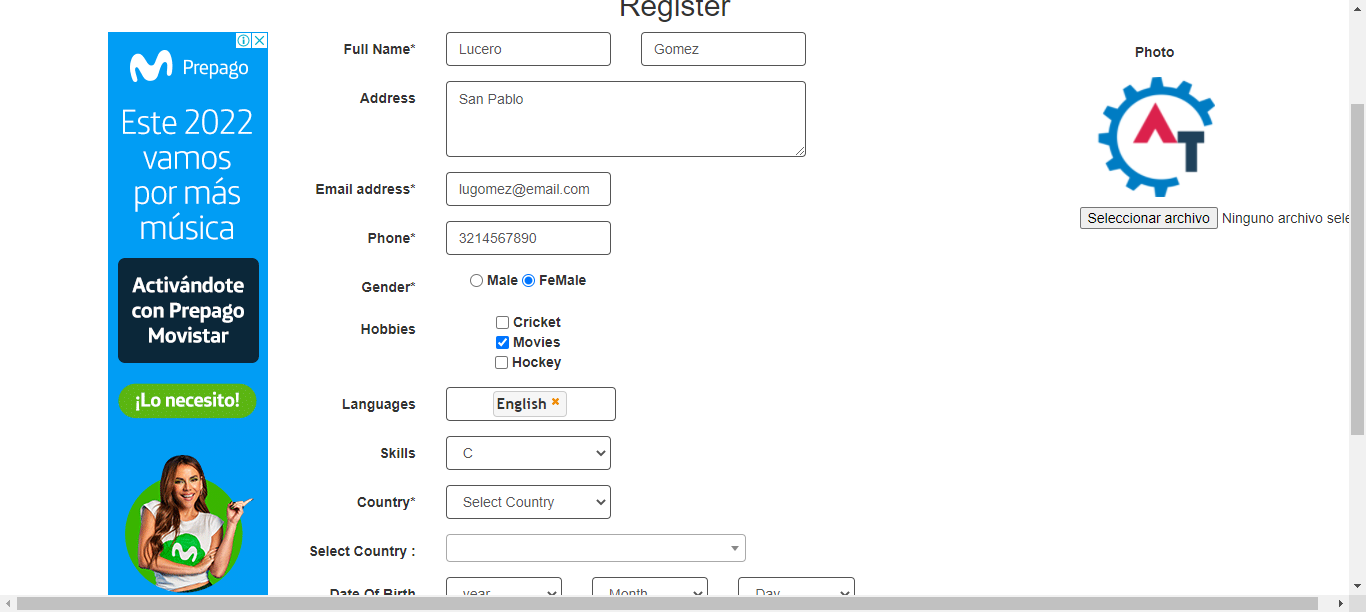 Register
Prepago
Este 2022
vamos
por más
música
Activándote
con Prepago
Movistar
¡Lo necesito!
Full Name*
Lucero
Gomez
Address
San Pablo
Email address*
lugomez@email.com
Phone*
3214567890
Gender*
Male
FeMale
Hobbies
Cricket
Movies
Hockey
Languages
English
Skills
C
Country*
Select Country
Select Country :
Date Of Birth
year
Month
Day
Photo
AT
Seleccionar archivo
Ninguno archivo sele